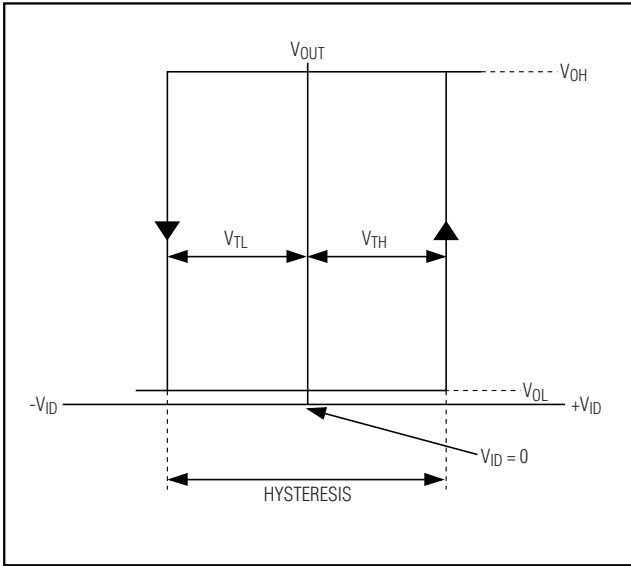 VOUT
VOH
VTL
VTH
VOL
-VID
+VID
VID = 0
HYSTERESIS